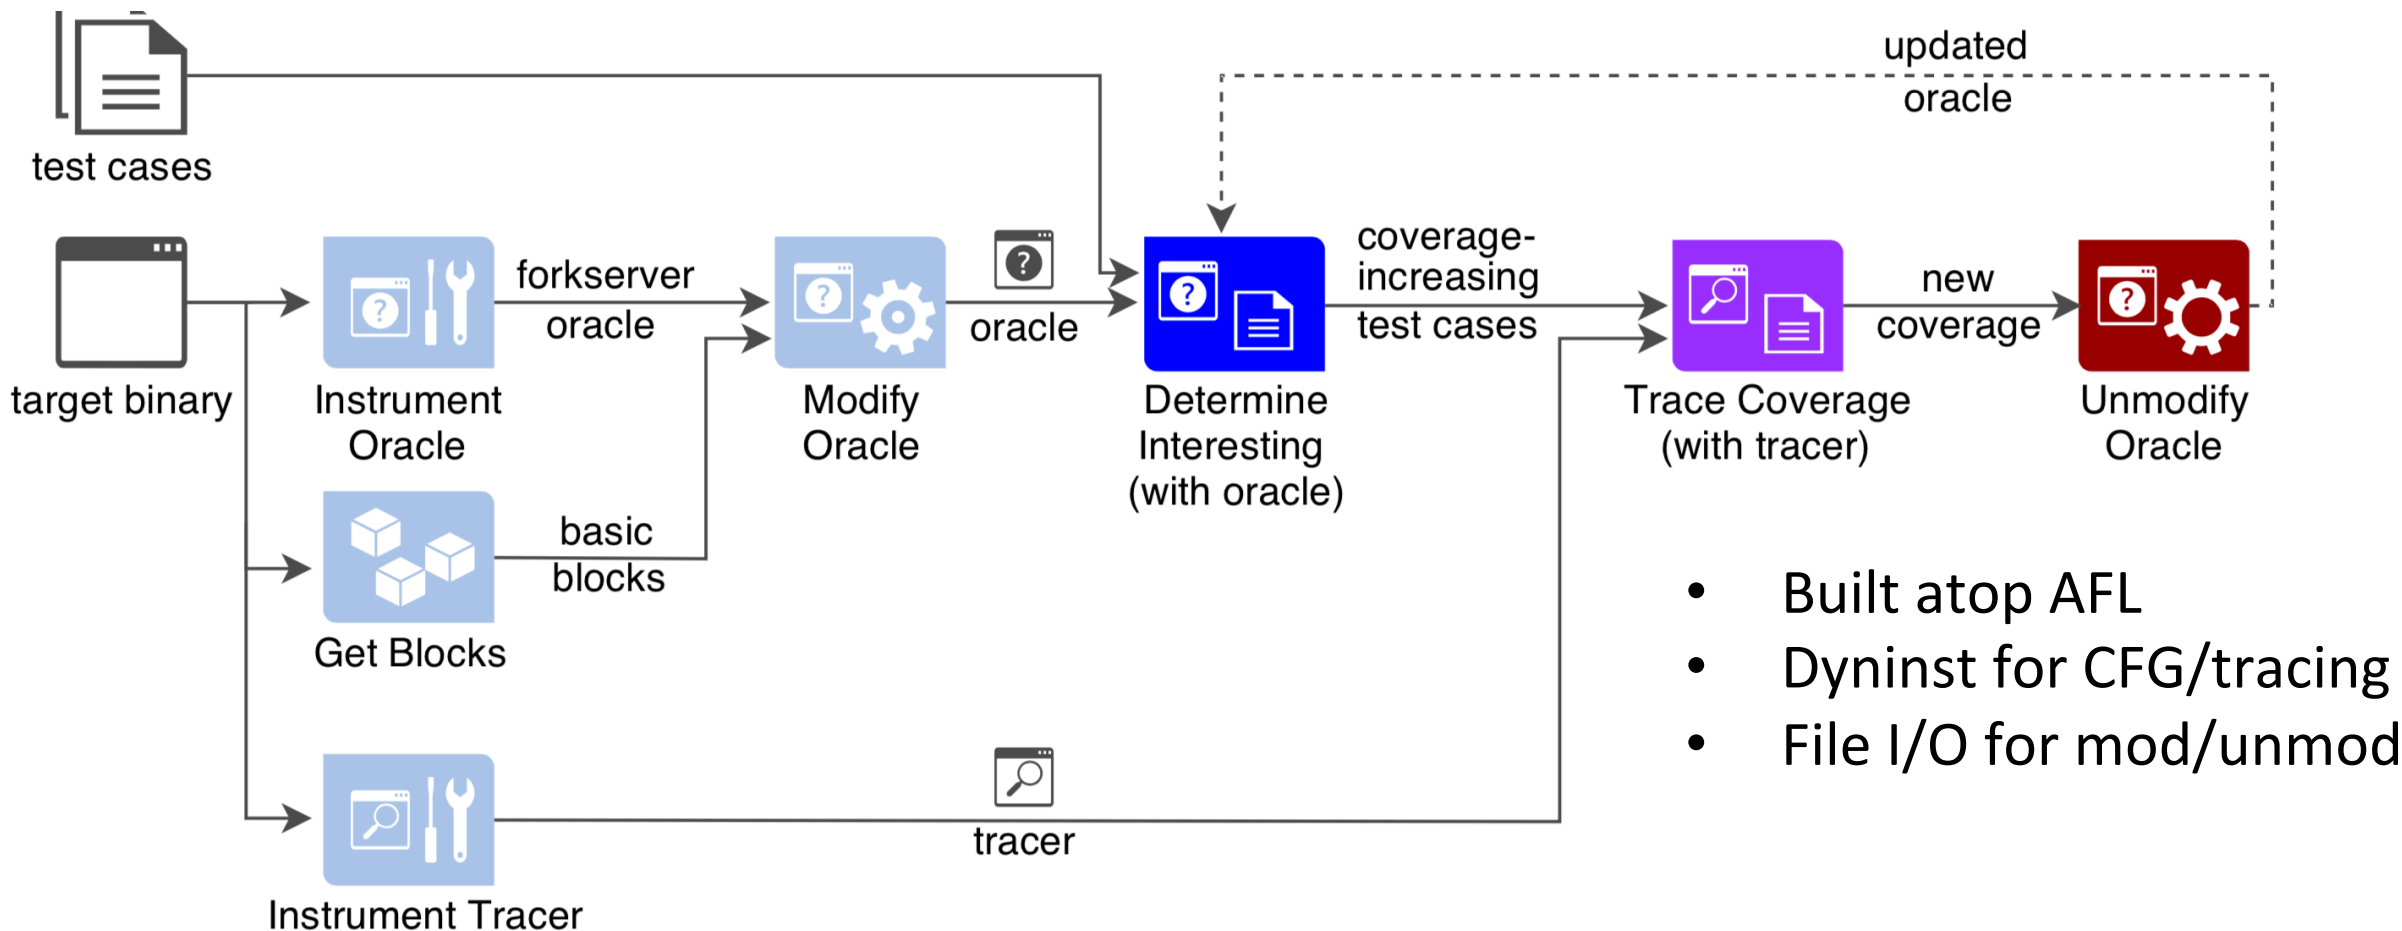 updated
oracle
test cases
forkserver
oracle
oracle
coverage-
increasing
test cases
new
coverage
target binary
Instrument
Oracle
Modify
Oracle
Determine
Interesting
(with oracle)
Trace Coverage
(with tracer)
Unmodify
Oracle
basic
blocks
Get Blocks
• Built atop AFL
• Dyninst for CFG/tracing
• File I/O for mod/unmod
tracer
Instrument Tracer